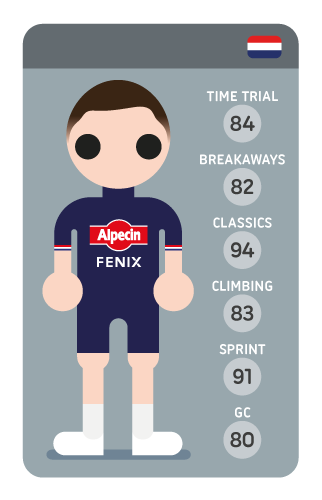 TIME TRIAL
84
BREAKAWAYS
82
CLASSICS
94
CLIMBING
83
SPRINT
91
GC
80
Alpecin
FENIX